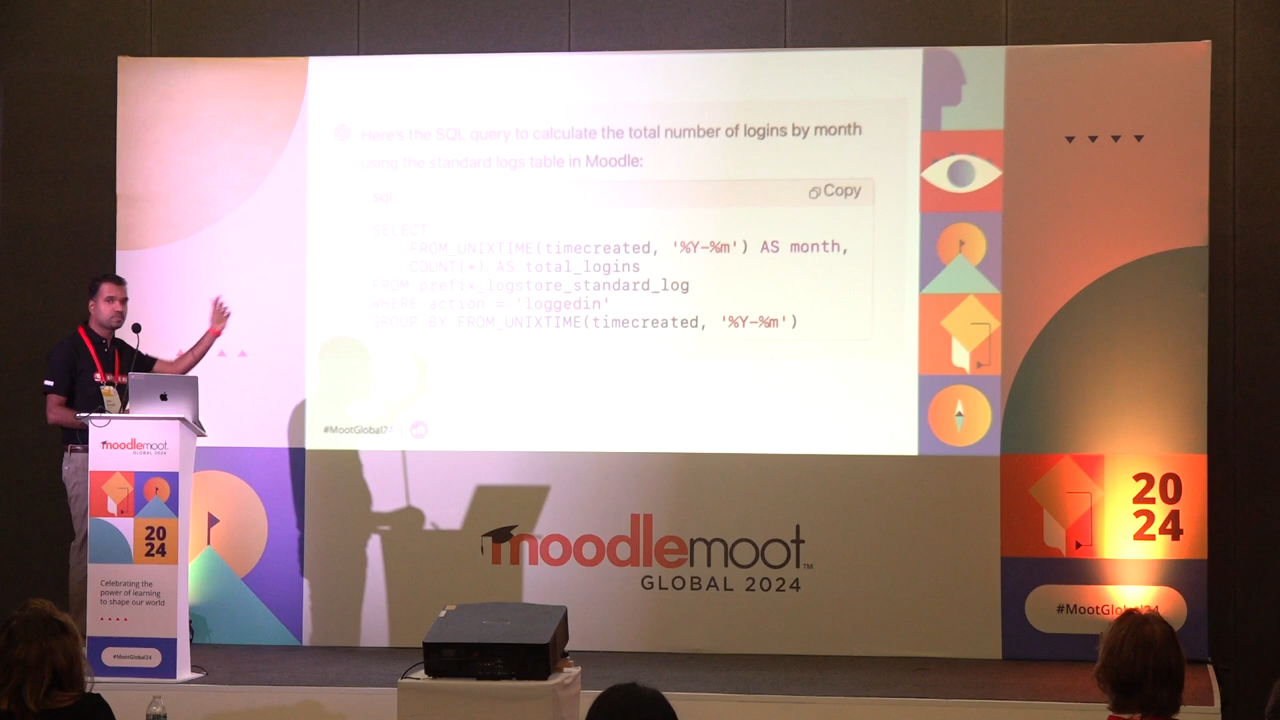 Here's the SQL query to calculate the total number of logins by month
using the standard logs table in Moodle:
sql
Copy
SELECT
FROM_UNIXTIME(timecreated, '%Y-%m') AS month,
COUNT(*) AS total_logins
FROM prefix_logstore_standard_log
WHERE action = 'loggedin'
GROUP BY FROM_UNIXTIME(timecreated, '%Y-%m')
#MootGlobal24
moodlemoot
GLOBAL 2024
20
24
Celebrating the
power of learning
to shape our world
#MootGlobal24
moodlemoot™
GLOBAL 2024
20
24
#MootGlobal24